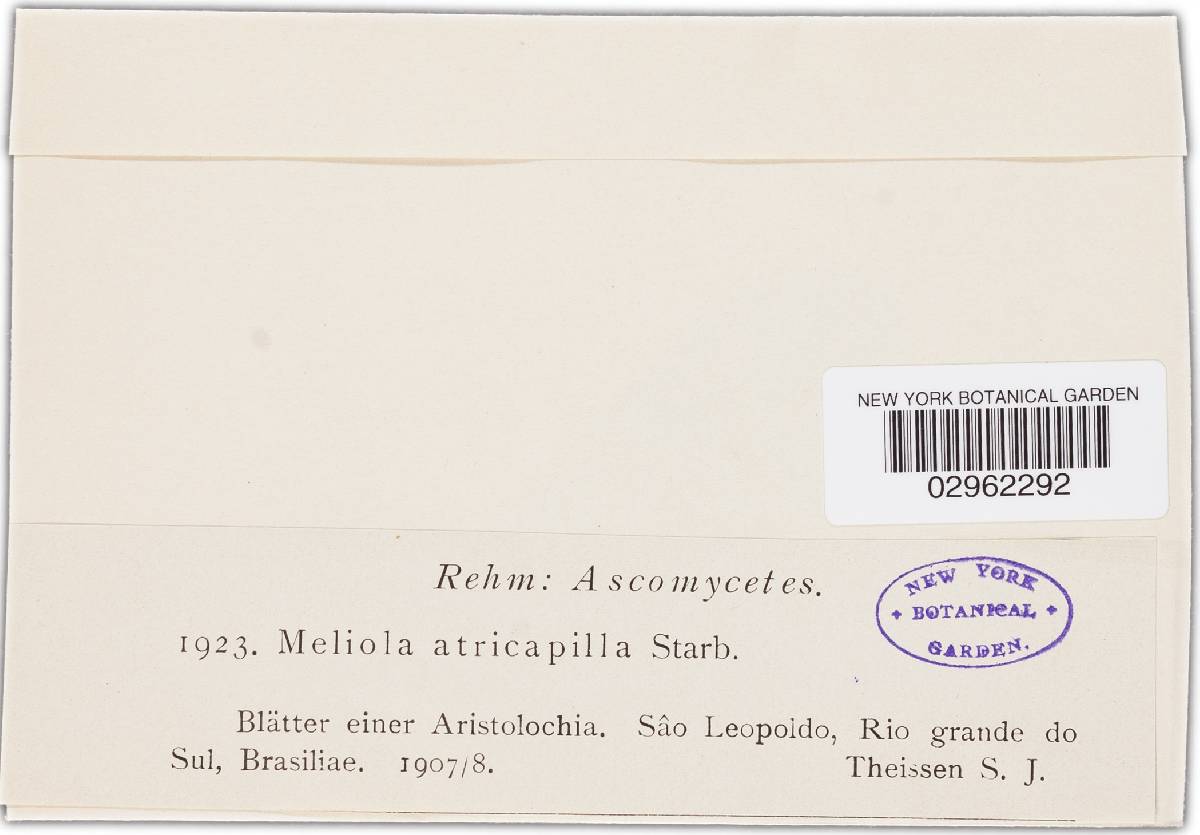 NEW YORK BOTANICAL GARDEN
02962292
Rehm: Ascomycetes.
NEW YORK
BOTANICAL
GARDEN.
1923. Meliola atricapilla Starb.
Blätter einer Aristolochia. Sâo Leopoldo, Rio grande do
Sul, Brasiliae. 1907/8. Theissen S. J.